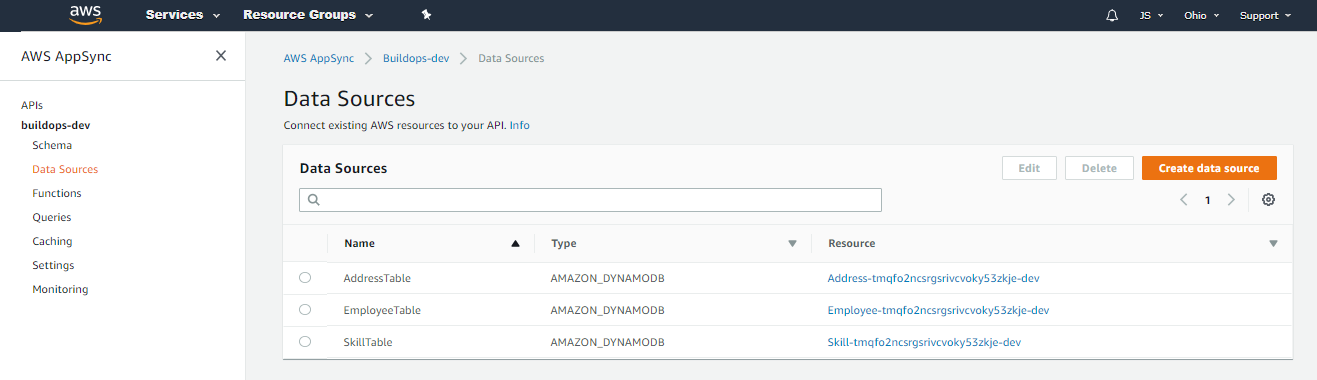 aws Services Resource Groups JS Ohio Support
AWS AppSync
APIs
buildops-dev
Schema
Data Sources
Functions
Queries
Caching
Settings
Monitoring
AWS AppSync Buildops-dev Data Sources
Data Sources
Connect existing AWS resources to your API. Info
Data Sources Edit Delete Create data source
1
Name Type Resource
AddressTable AMAZON_DYNAMODB Address-tmqfo2ncsrgsrivcvoky53zkje-dev
EmployeeTable AMAZON_DYNAMODB Employee-tmqfo2ncsrgsrivcvoky53zkje-dev
SkillTable AMAZON_DYNAMODB Skill-tmqfo2ncsrgsrivcvoky53zkje-dev